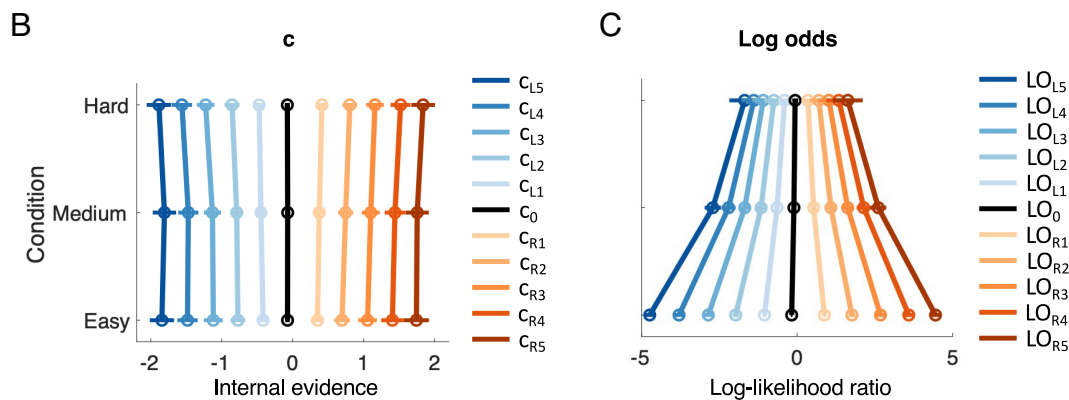 B
c
Hard
Medium
Easy
Condition
-2
-1
0
1
2
Internal evidence
cL5
cL4
cL3
cL2
cL1
c0
cR1
cR2
cR3
cR4
cR5
C
Log odds
-5
0
5
Log-likelihood ratio
LOL5
LOL4
LOL3
LOL2
LOL1
LO0
LOR1
LOR2
LOR3
LOR4
LOR5